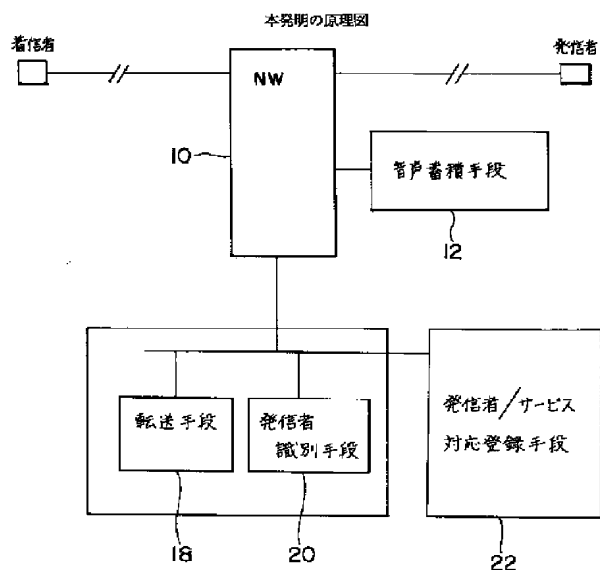 本発明の原理図
着信者
発信者
NW
10
音声蓄積手段
12
転送手段
発信者
識別手段
発信者/サービス
対応登録手段
18
20
22